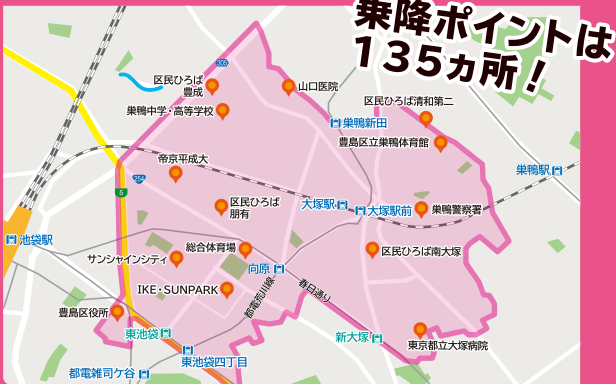 乗降ポイントは
135ヵ所！
305
区民ひろば
豊成
山口医院
巣鴨中学・高等学校
区民ひろば清和第二
巣鴨新田
豊島区立巣鴨体育館
帝京平成大
巣鴨駅
254
5
区民ひろば
朋有
大塚駅
大塚駅前
巣鴨警察署
池袋駅
総合体育場
区民ひろば南大塚
サンシャインシティ
向原
IKE・SUNPARK
都電荒川線
春日通り
豊島区役所
東池袋
新大塚
東京都立大塚病院
東池袋四丁目
都電雑司ケ谷